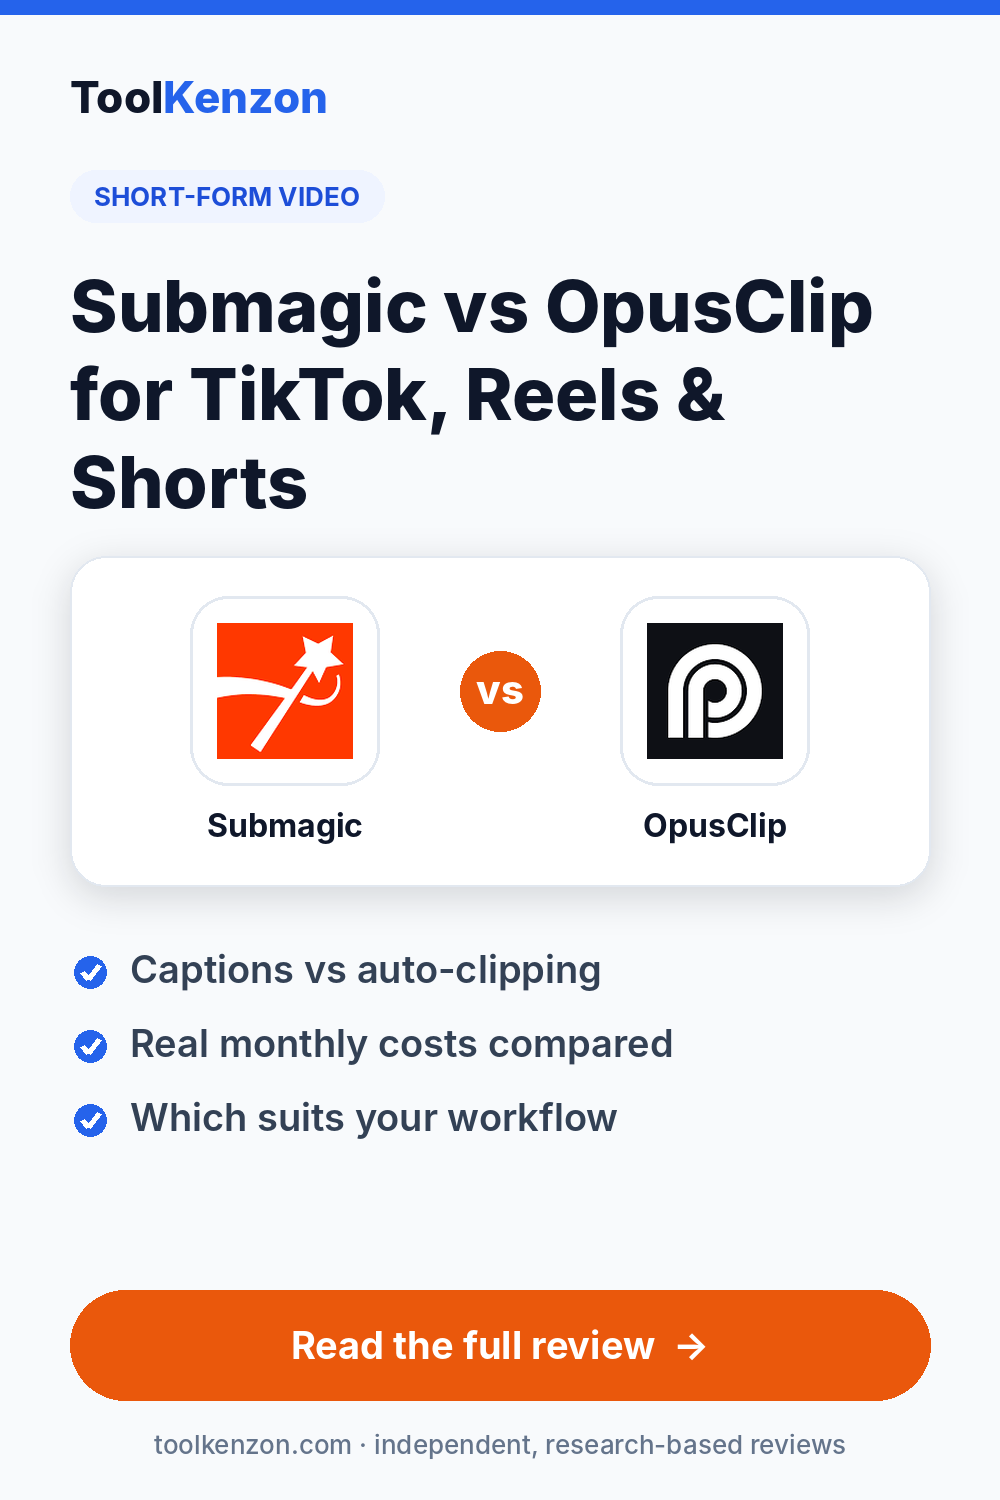 ToolKenzon
SHORT-FORM VIDEO
Submagic vs OpusClip
for TikTok, Reels &
Shorts
vs
Submagic
OpusClip
Captions vs auto-clipping
Real monthly costs compared
Which suits your workflow
Read the full review →
toolkenzon.com · independent, research-based reviews